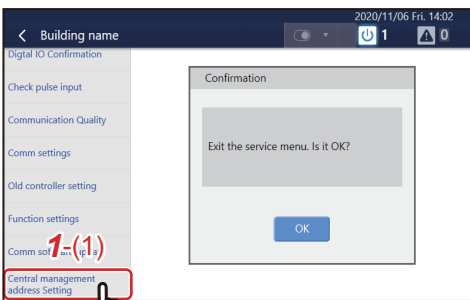 2020/11/06 Fri. 14:02
Building name
1
0
Digtal IO Confirmation
Check pulse input
Communication Quality
Comm settings
Old controller setting
Function settings
Comm
1-(1)
Central management
address Setting
Confirmation
Exit the service menu. Is it OK?
OK